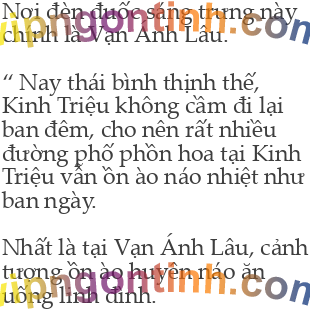 Nơi đèn đuốc sáng trưng này
chính là Vạn Ánh Lâu.
“ Nay thái bình thịnh thế,
Kinh Triệu không cầm đi lại
ban đêm, cho nên rất nhiều
đường phố phồn hoa tại Kinh
Triệu vẫn ồn ào náo nhiệt như
ban ngày.
Nhất là tại Vạn Ánh Lâu, cảnh
tượng ồn ào huyên náo ăn
uống linh đình.